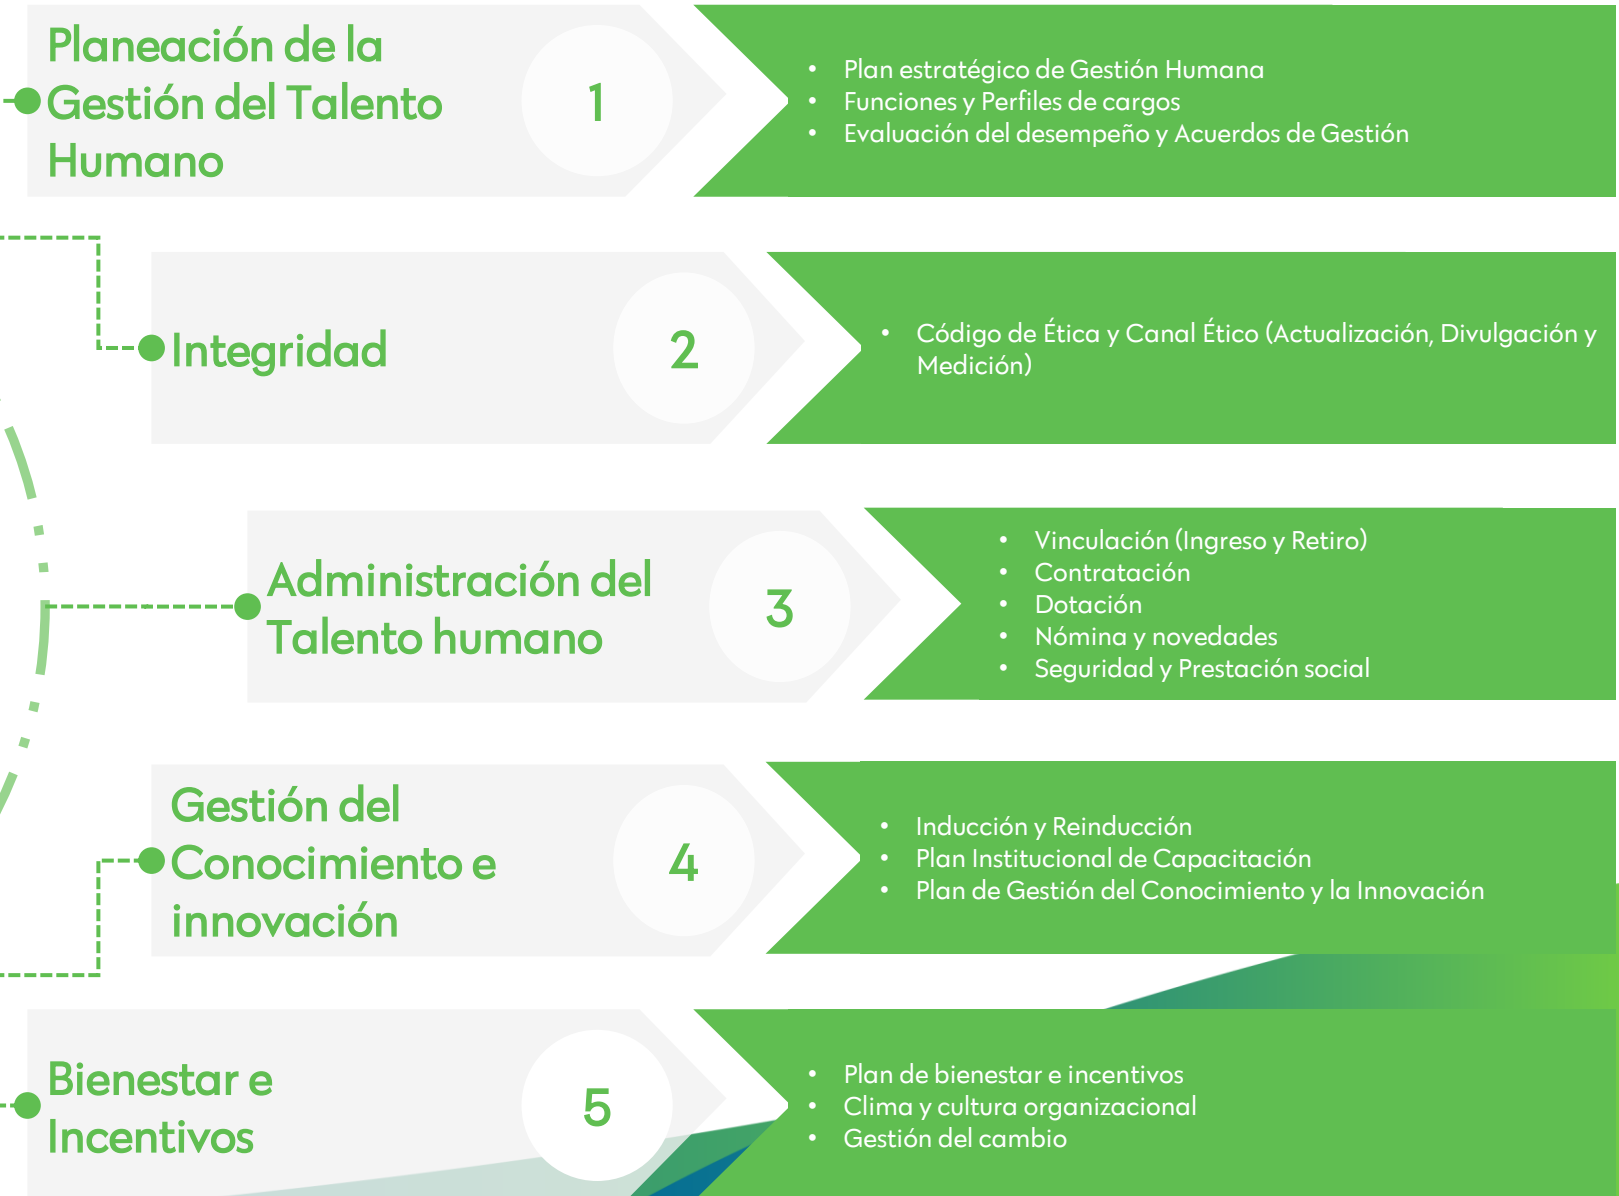 Planeación de la
Gestión del Talento
Humano
1
• Plan estratégico de Gestión Humana
• Funciones y Perfiles de cargos
• Evaluación del desempeño y Acuerdos de Gestión
Integridad
2
• Código de Ética y Canal Ético (Actualización, Divulgación y
Medición)
Administración del
Talento humano
3
• Vinculación (Ingreso y Retiro)
• Contratación
• Dotación
• Nómina y novedades
• Seguridad y Prestación social
Gestión del
Conocimiento e
innovación
4
• Inducción y Reinducción
• Plan Institucional de Capacitación
• Plan de Gestión del Conocimiento y la Innovación
Bienestar e
Incentivos
5
• Plan de bienestar e incentivos
• Clima y cultura organizacional
• Gestión del cambio